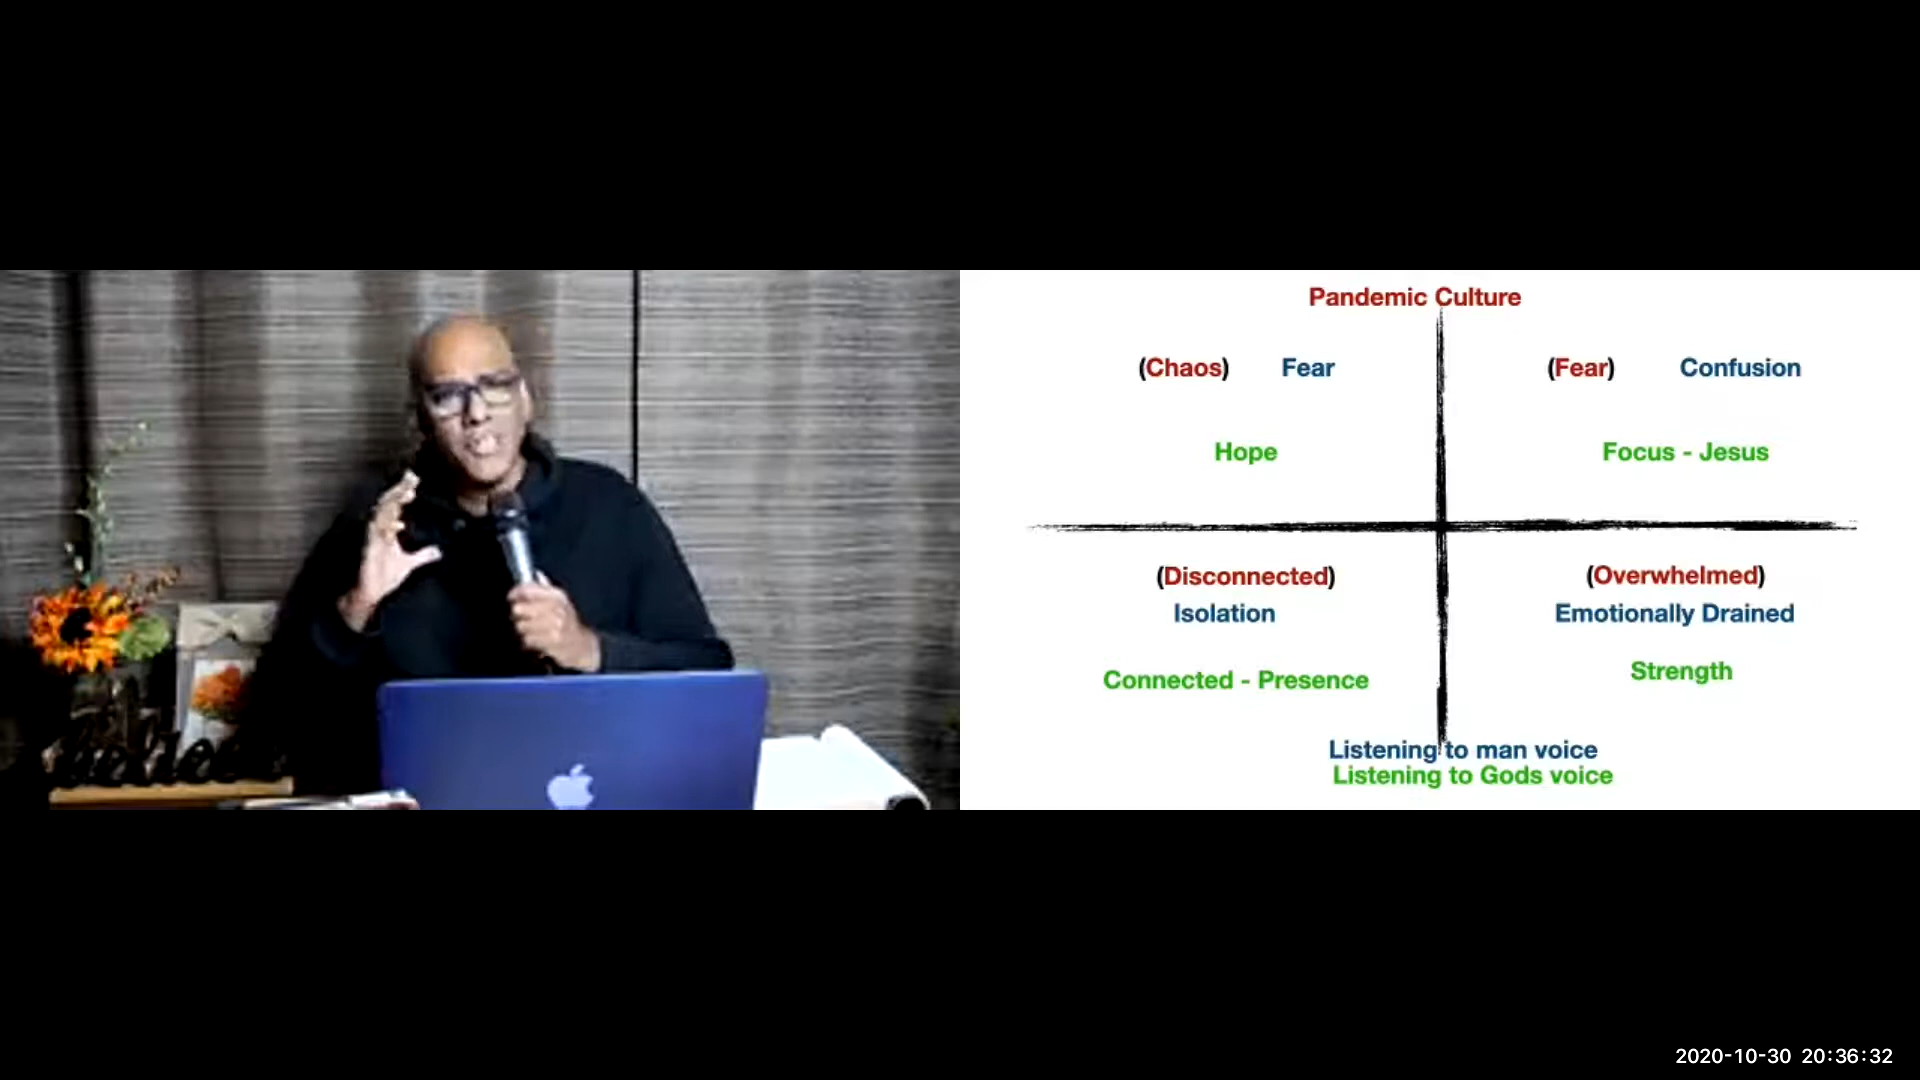 Pandemic Culture
(Chaos) Fear
(Fear) Confusion
Hope
Focus - Jesus
(Disconnected)
Isolation
Connected - Presence
(Overwhelmed)
Emotionally Drained
Strength
Listening to man voice
Listening to Gods voice
2020-10-30 20:36:32